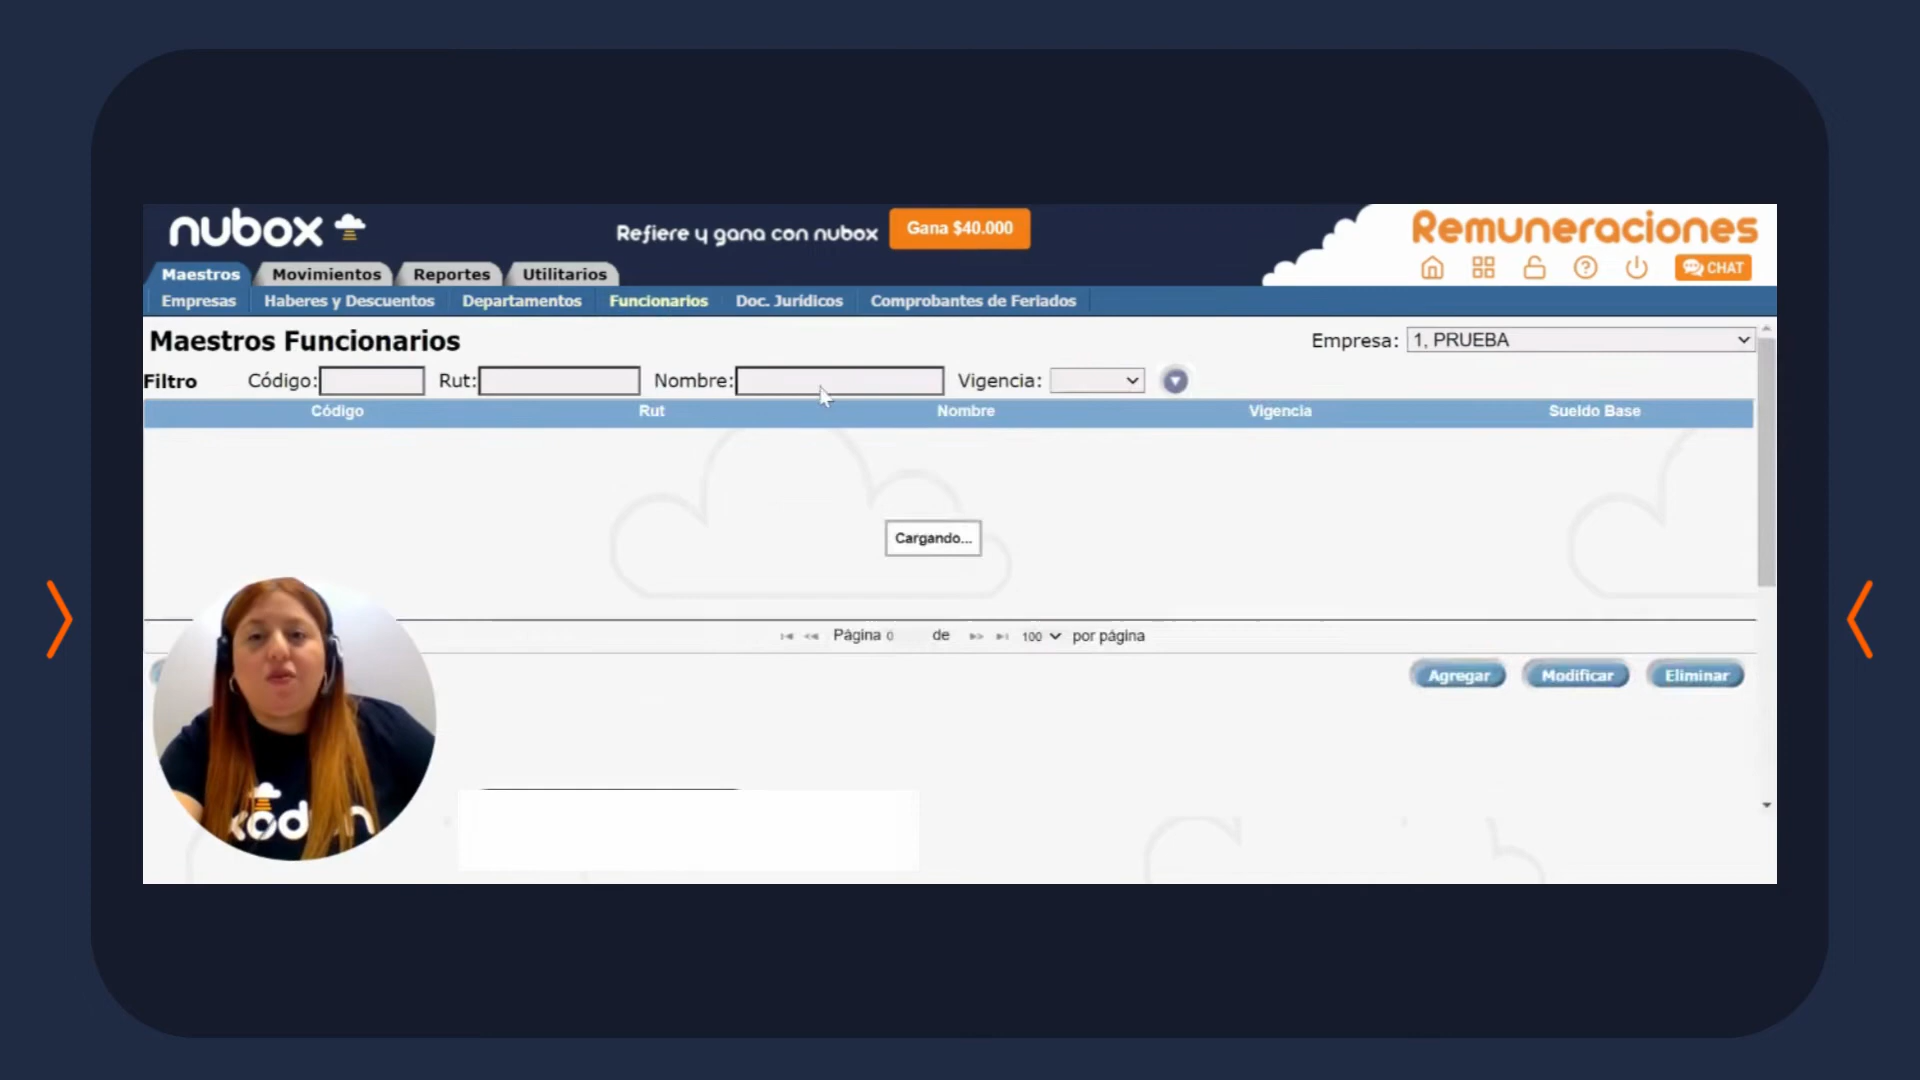 nubox
Refiere y gana con nubox
Gana $40.000
Remuneraciones
CHAT
Maestros Movimientos Reportes Utilitarios
Empresas Haberes y Descuentos Departamentos Funcionarios Doc. Jurídicos Comprobantes de Feriados
Maestros Funcionarios
Empresa: 1, PRUEBA
Filtro Código: Rut: Nombre: Vigencia:
Código Rut Nombre Vigencia Sueldo Base
Cargando...
Página 0 de 100 por página
Agregar Modificar Eliminar